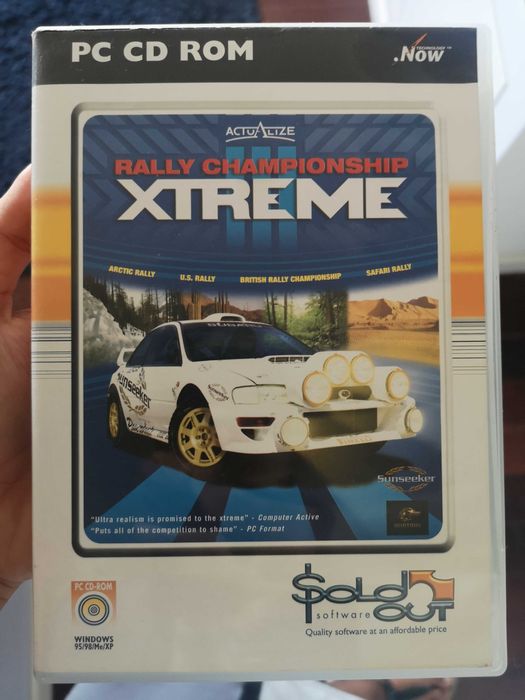 PC CD ROM
TECHNOLOGY ™
.Now
ACTUALIZE
RALLY CHAMPIONSHIP
XTREME
ARCTIC RALLY
U.S. RALLY
BRITISH RALLY CHAMPIONSHIP
SAFARI RALLY
Sunseeker
PIRELLI
Sunseeker
"Ultra realism is promised to the xtreme" - Computer Active
"Puts all of the competition to shame" - PC Format
PC CD-ROM
WINDOWS
95/98/Me/XP
SOLD OUT
software
Quality software at an affordable price